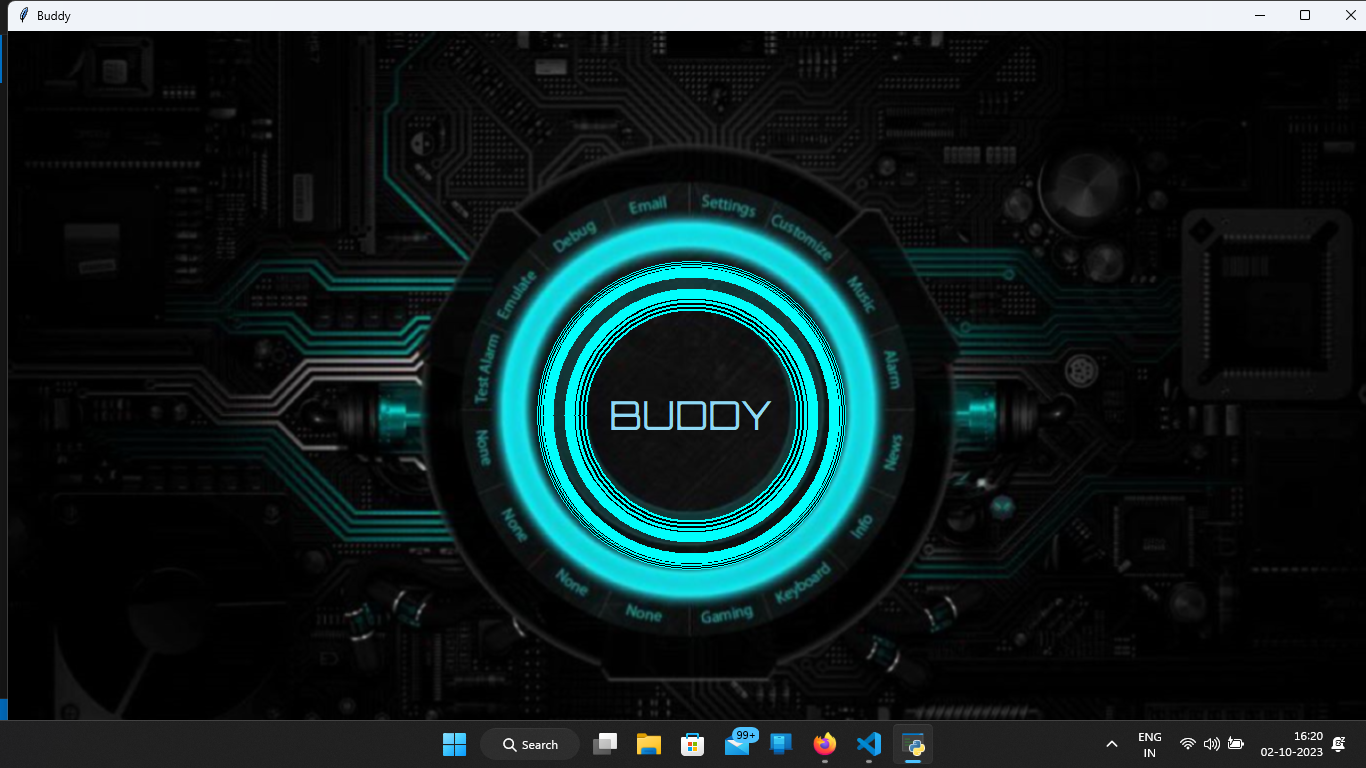 Buddy
Email
Settings
Customize
Music
Alarm
News
Info
Keyboard
Gaming
None
None
None
None
Test Alarm
Emulate
Debug
BUDDY
Search
99+
ENG
IN
16:20
02-10-2023